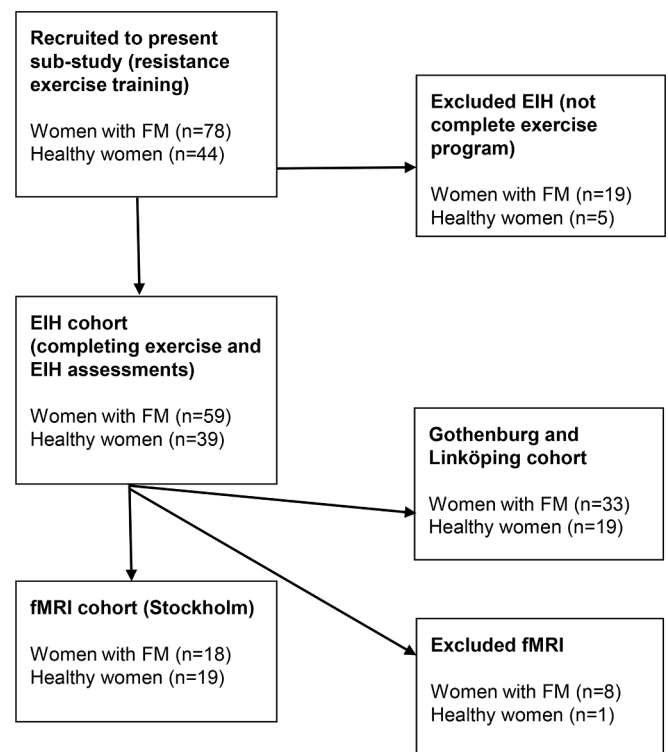 Recruited to present
sub-study (resistance
exercise training)
Women with FM (n=78)
Healthy women (n=44)
Excluded EIH (not
complete exercise
program)
Women with FM (n=19)
Healthy women (n=5)
EIH cohort
(completing exercise and
EIH assessments)
Women with FM (n=59)
Healthy women (n=39)
Gothenburg and
Linköping cohort
Women with FM (n=33)
Healthy women (n=19)
fMRI cohort (Stockholm)
Women with FM (n=18)
Healthy women (n=19)
Excluded fMRI
Women with FM (n=8)
Healthy women (n=1)